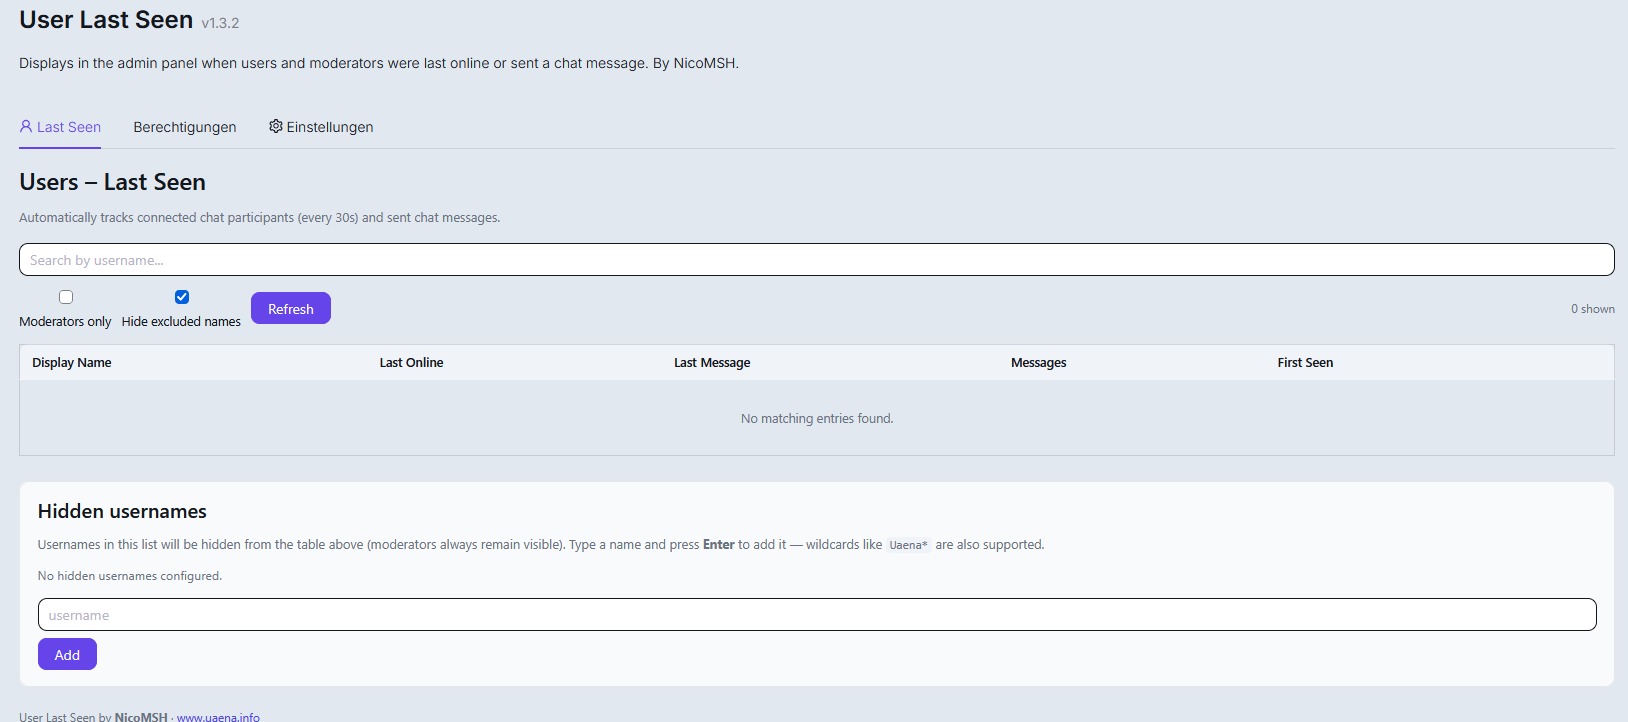 User Last Seen v1.3.2
Displays in the admin panel when users and moderators were last online or sent a chat message. By NicoMSH.
Last Seen Berechtigungen Einstellungen
Users – Last Seen
Automatically tracks connected chat participants (every 30s) and sent chat messages.
Search by username...
Moderators only Hide excluded names Refresh 0 shown
Display Name Last Online Last Message Messages First Seen
No matching entries found.
Hidden usernames
Usernames in this list will be hidden from the table above (moderators always remain visible). Type a name and press Enter to add it — wildcards like Uaena* are also supported.
No hidden usernames configured.
username
Add
User Last Seen by NicoMSH · www.uaena.info